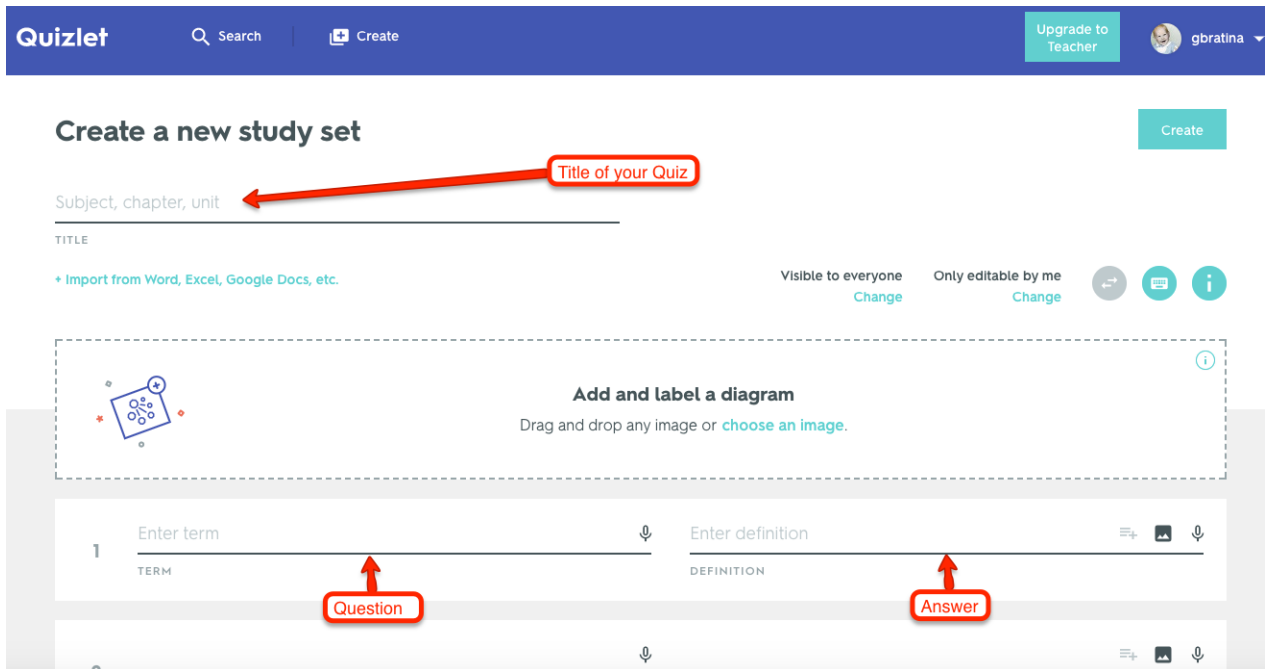 Quizlet
Search
Create
Upgrade to
Teacher
gbratina
Create a new study set
Create
Title of your Quiz
Subject, chapter, unit
TITLE
+ Import from Word, Excel, Google Docs, etc.
Visible to everyone
Change
Only editable by me
Change
Add and label a diagram
Drag and drop any image or choose an image.
1
Enter term
TERM
Enter definition
DEFINITION
Question
Answer